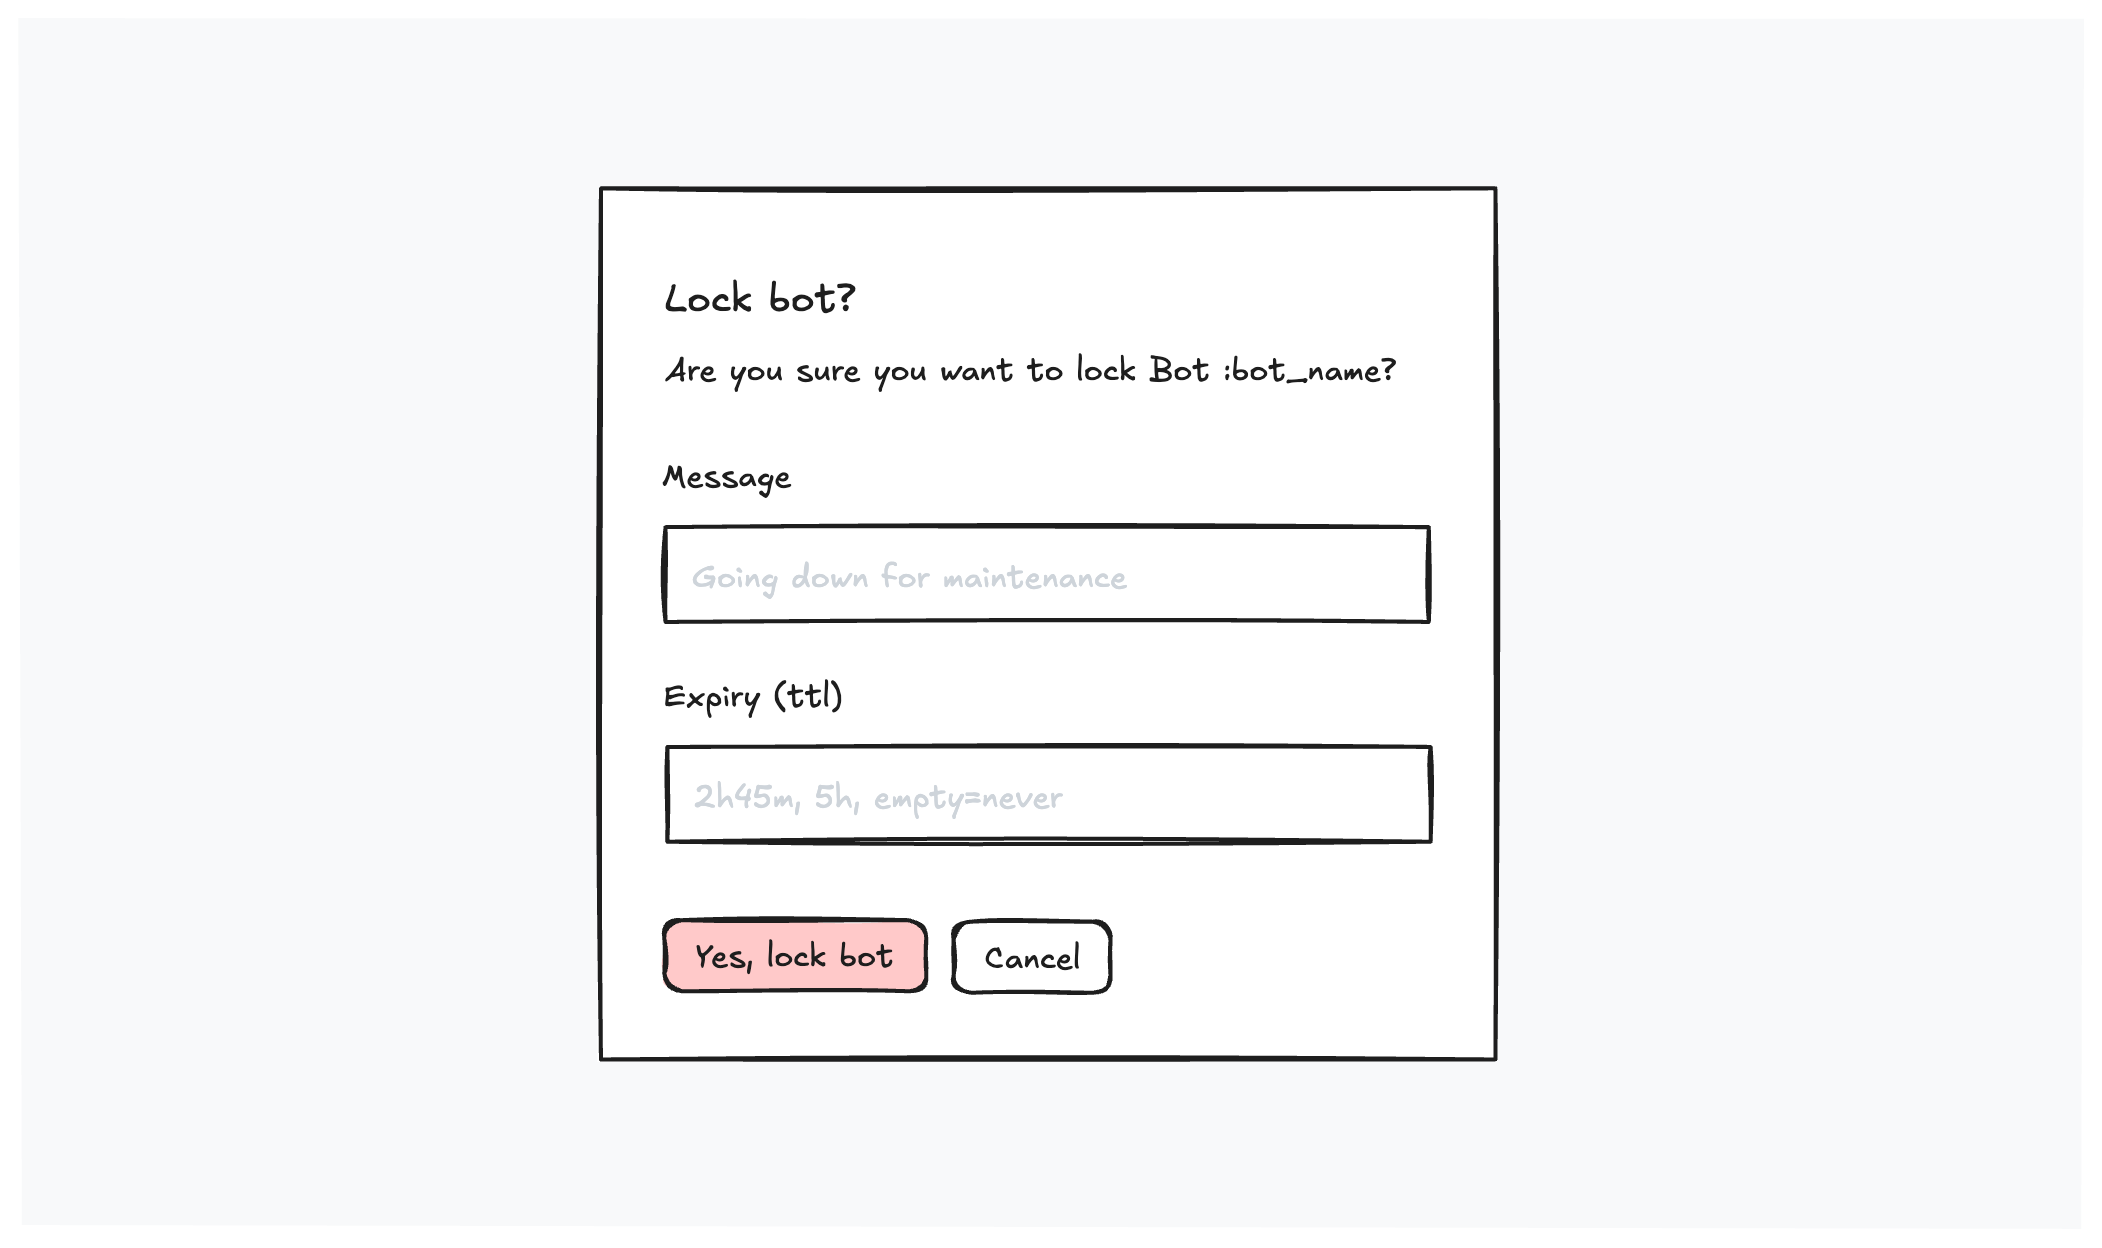 Lock bot?
Are you sure you want to lock Bot :bot_name?
Message
Going down for maintenance
Expiry (ttl)
2h45m, 5h, empty=never
Yes, lock bot
Cancel